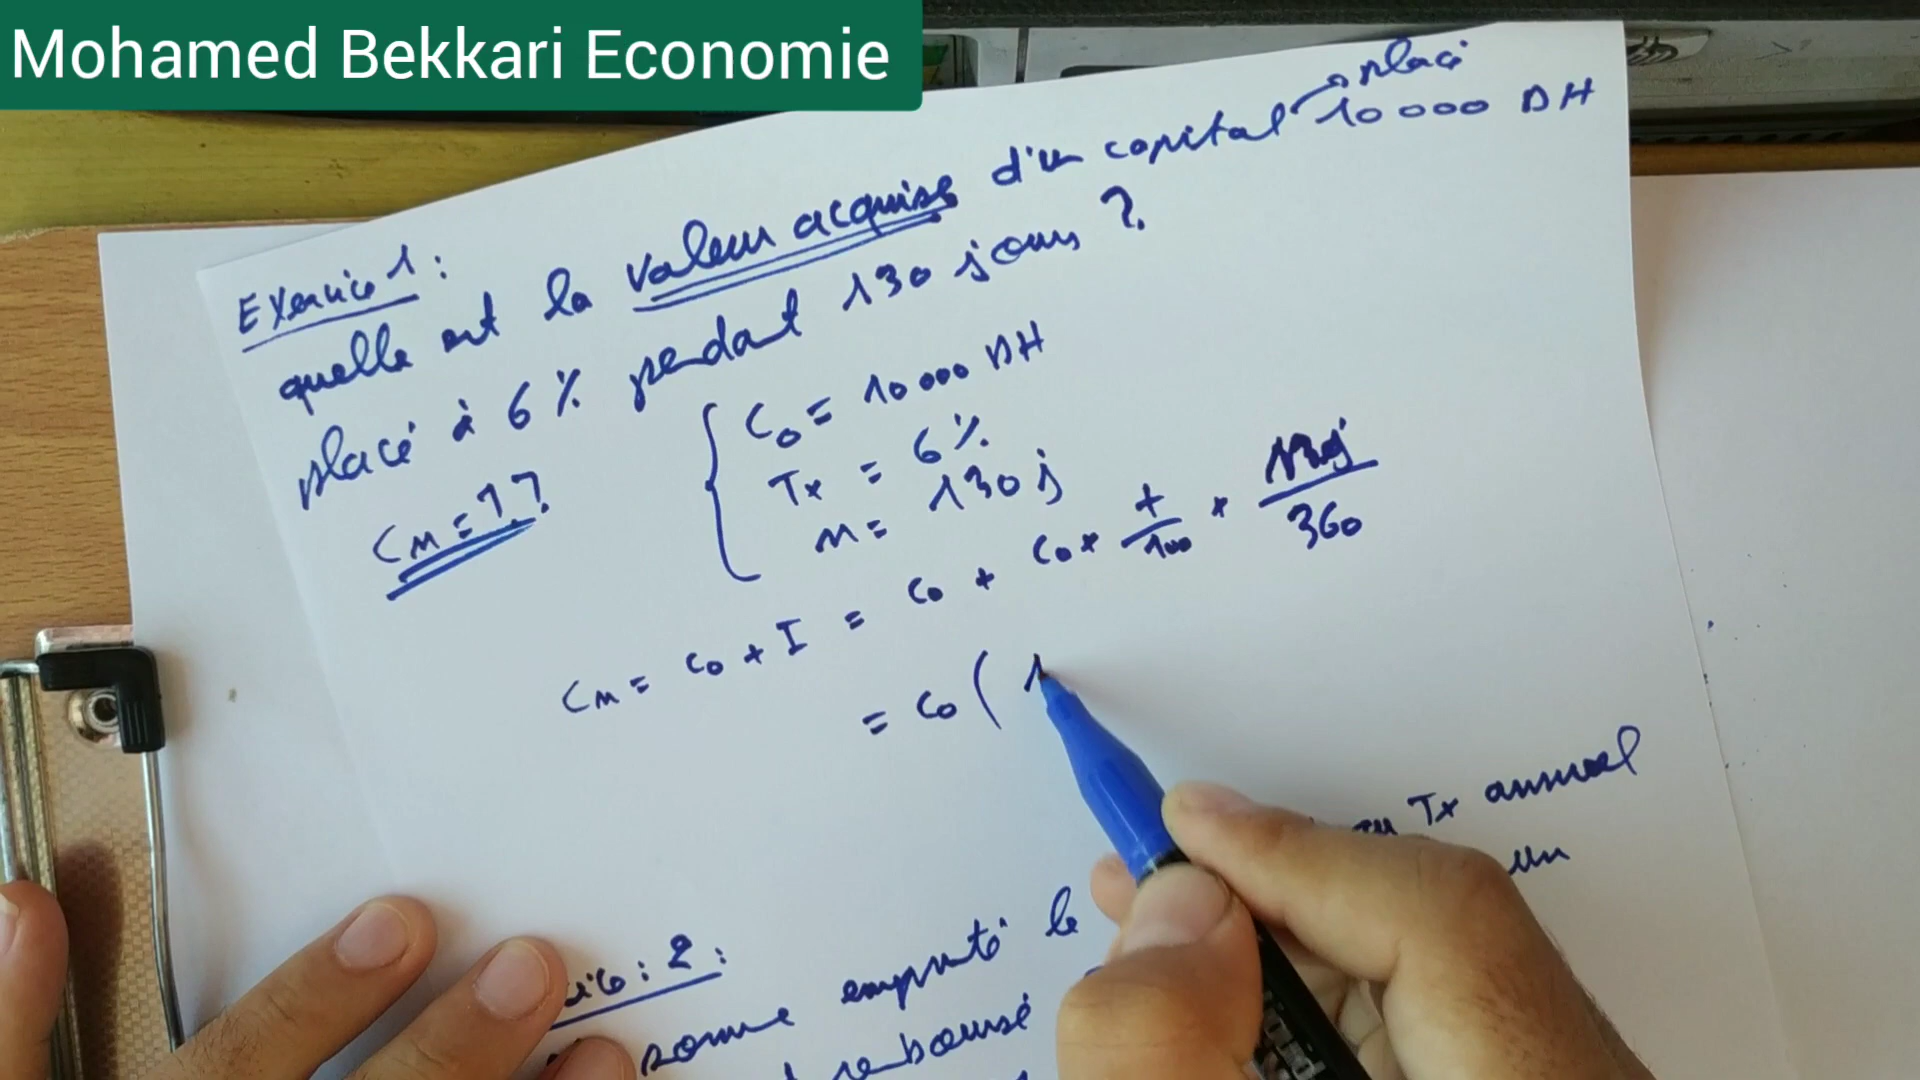 Mohamed Bekkari Economie
placé
Exercice 1 :
quelle est la valeur acquise d'un capital 10 000 DH
placé à 6 % pendant 130 jours ?
Cn = ??
C0 = 10 000 DH
Tx = 6 %
n = 130 j
Cn = C0 + I = C0 + C0 × t/100 × /360
= C0 ( 1
Tx annuel
un
: 2 :
somme emprunté le